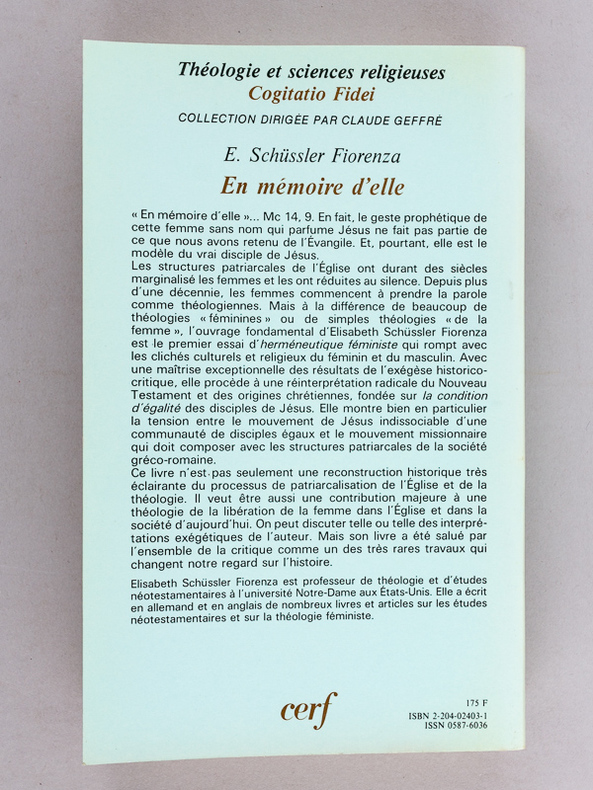 Théologie et sciences religieuses
Cogitatio Fidei
COLLECTION DIRIGÉE PAR CLAUDE GEFFRÉ
E. Schüssler Fiorenza
En mémoire d'elle
« En mémoire d'elle »... Mc 14, 9. En fait, le geste prophétique de
cette femme sans nom qui parfume Jésus ne fait pas partie de
ce que nous avons retenu de l'Évangile. Et, pourtant, elle est le
modèle du vrai disciple de Jésus.
Les structures patriarcales de l'Église ont durant des siècles
marginalisé les femmes et les ont réduites au silence. Depuis plus
d'une décennie, les femmes commencent à prendre la parole
comme théologiennes. Mais à la différence de beaucoup de
théologies « féminines » ou de simples théologies « de la
femme », l'ouvrage fondamental d'Elisabeth Schüssler Fiorenza
est le premier essai d'herméneutique féministe qui rompt avec
les clichés culturels et religieux du féminin et du masculin. Avec
une maîtrise exceptionnelle des résultats de l'exégèse historico-
critique, elle procède à une réinterprétation radicale du Nouveau
Testament et des origines chrétiennes, fondée sur la condition
d'égalité des disciples de Jésus. Elle montre bien en particulier
la tension entre le mouvement de Jésus indissociable d'une
communauté de disciples égaux et le mouvement missionnaire
qui doit composer avec les structures patriarcales de la société
gréco-romaine.
Ce livre n'est pas seulement une reconstruction historique très
éclairante du processus de patriarcalisation de l'Église et de la
théologie. Il veut être aussi une contribution majeure à une
théologie de la libération de la femme dans l'Église et dans la
société d'aujourd'hui. On peut discuter telle ou telle des interpré-
tations exégétiques de l'auteur. Mais son livre a été salué par
l'ensemble de la critique comme un des très rares travaux qui
changent notre regard sur l'histoire.
Elisabeth Schüssler Fiorenza est professeur de théologie et d'études
néotestamentaires à l'université Notre-Dame aux États-Unis. Elle a écrit
en allemand et en anglais de nombreux livres et articles sur les études
néotestamentaires et sur la théologie féministe.
cerf
175 F
ISBN 2-204-02403-1
ISSN 0587-6036